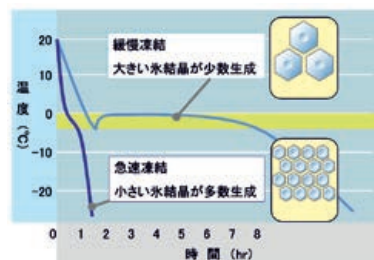 20
10
0
-10
-20
温度 (℃)
緩慢凍結
大きい氷結晶が少数生成
急速凍結
小さい氷結晶が多数生成
0 1 2 3 4 5 6 7 8
時間 (hr)